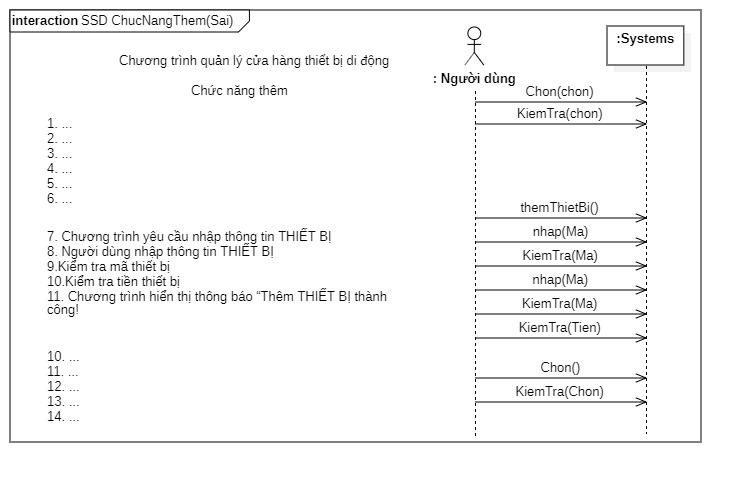 interaction SSD ChucNangThem(Sai)
Chương trình quản lý cửa hàng thiết bị di động
Chức năng thêm
1. ...
2. ...
3. ...
4. ...
5. ...
6. ...
7. Chương trình yêu cầu nhập thông tin THIẾT BỊ
8. Người dùng nhập thông tin THIẾT BỊ
9.Kiểm tra mã thiết bị
10.Kiểm tra tiền thiết bị
11. Chương trình hiển thị thông báo “Thêm THIẾT BỊ thành
công!
10. ...
11. ...
12. ...
13. ...
14. ...
: Người dùng
:Systems
Chon(chon)
KiemTra(chon)
themThietBi()
nhap(Ma)
KiemTra(Ma)
nhap(Ma)
KiemTra(Ma)
KiemTra(Tien)
Chon()
KiemTra(Chon)